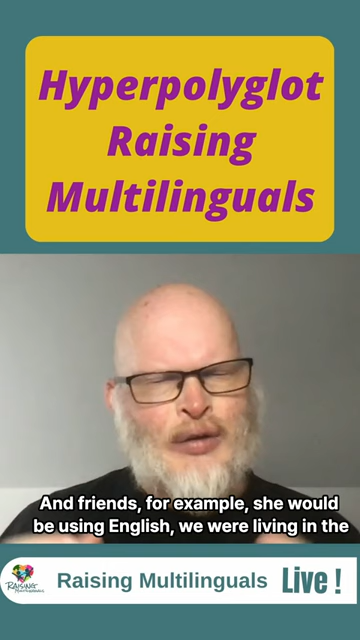 Hyperpolyglot
Raising
Multilinguals
And friends, for example, she would
be using English, we were living in the
RAISING
Raising Multilinguals Live !